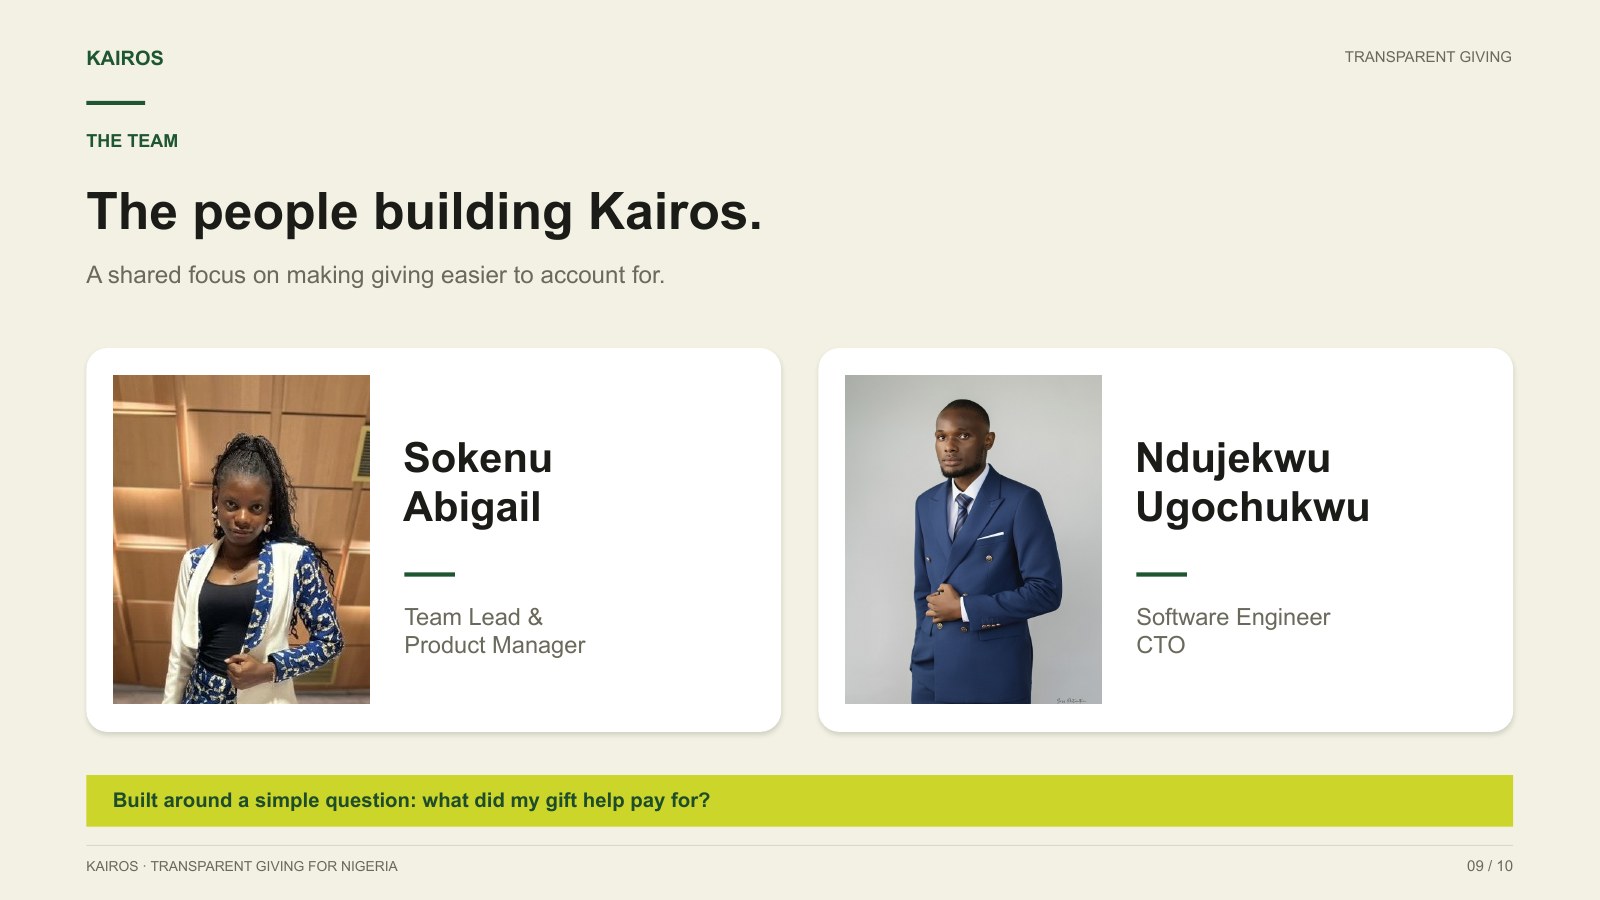 KAIROS
TRANSPARENT GIVING
THE TEAM
The people building Kairos.
A shared focus on making giving easier to account for.
Sokenu
Abigail
Team Lead &
Product Manager
Ndujekwu
Ugochukwu
Software Engineer
CTO
Built around a simple question: what did my gift help pay for?
KAIROS · TRANSPARENT GIVING FOR NIGERIA
09 / 10